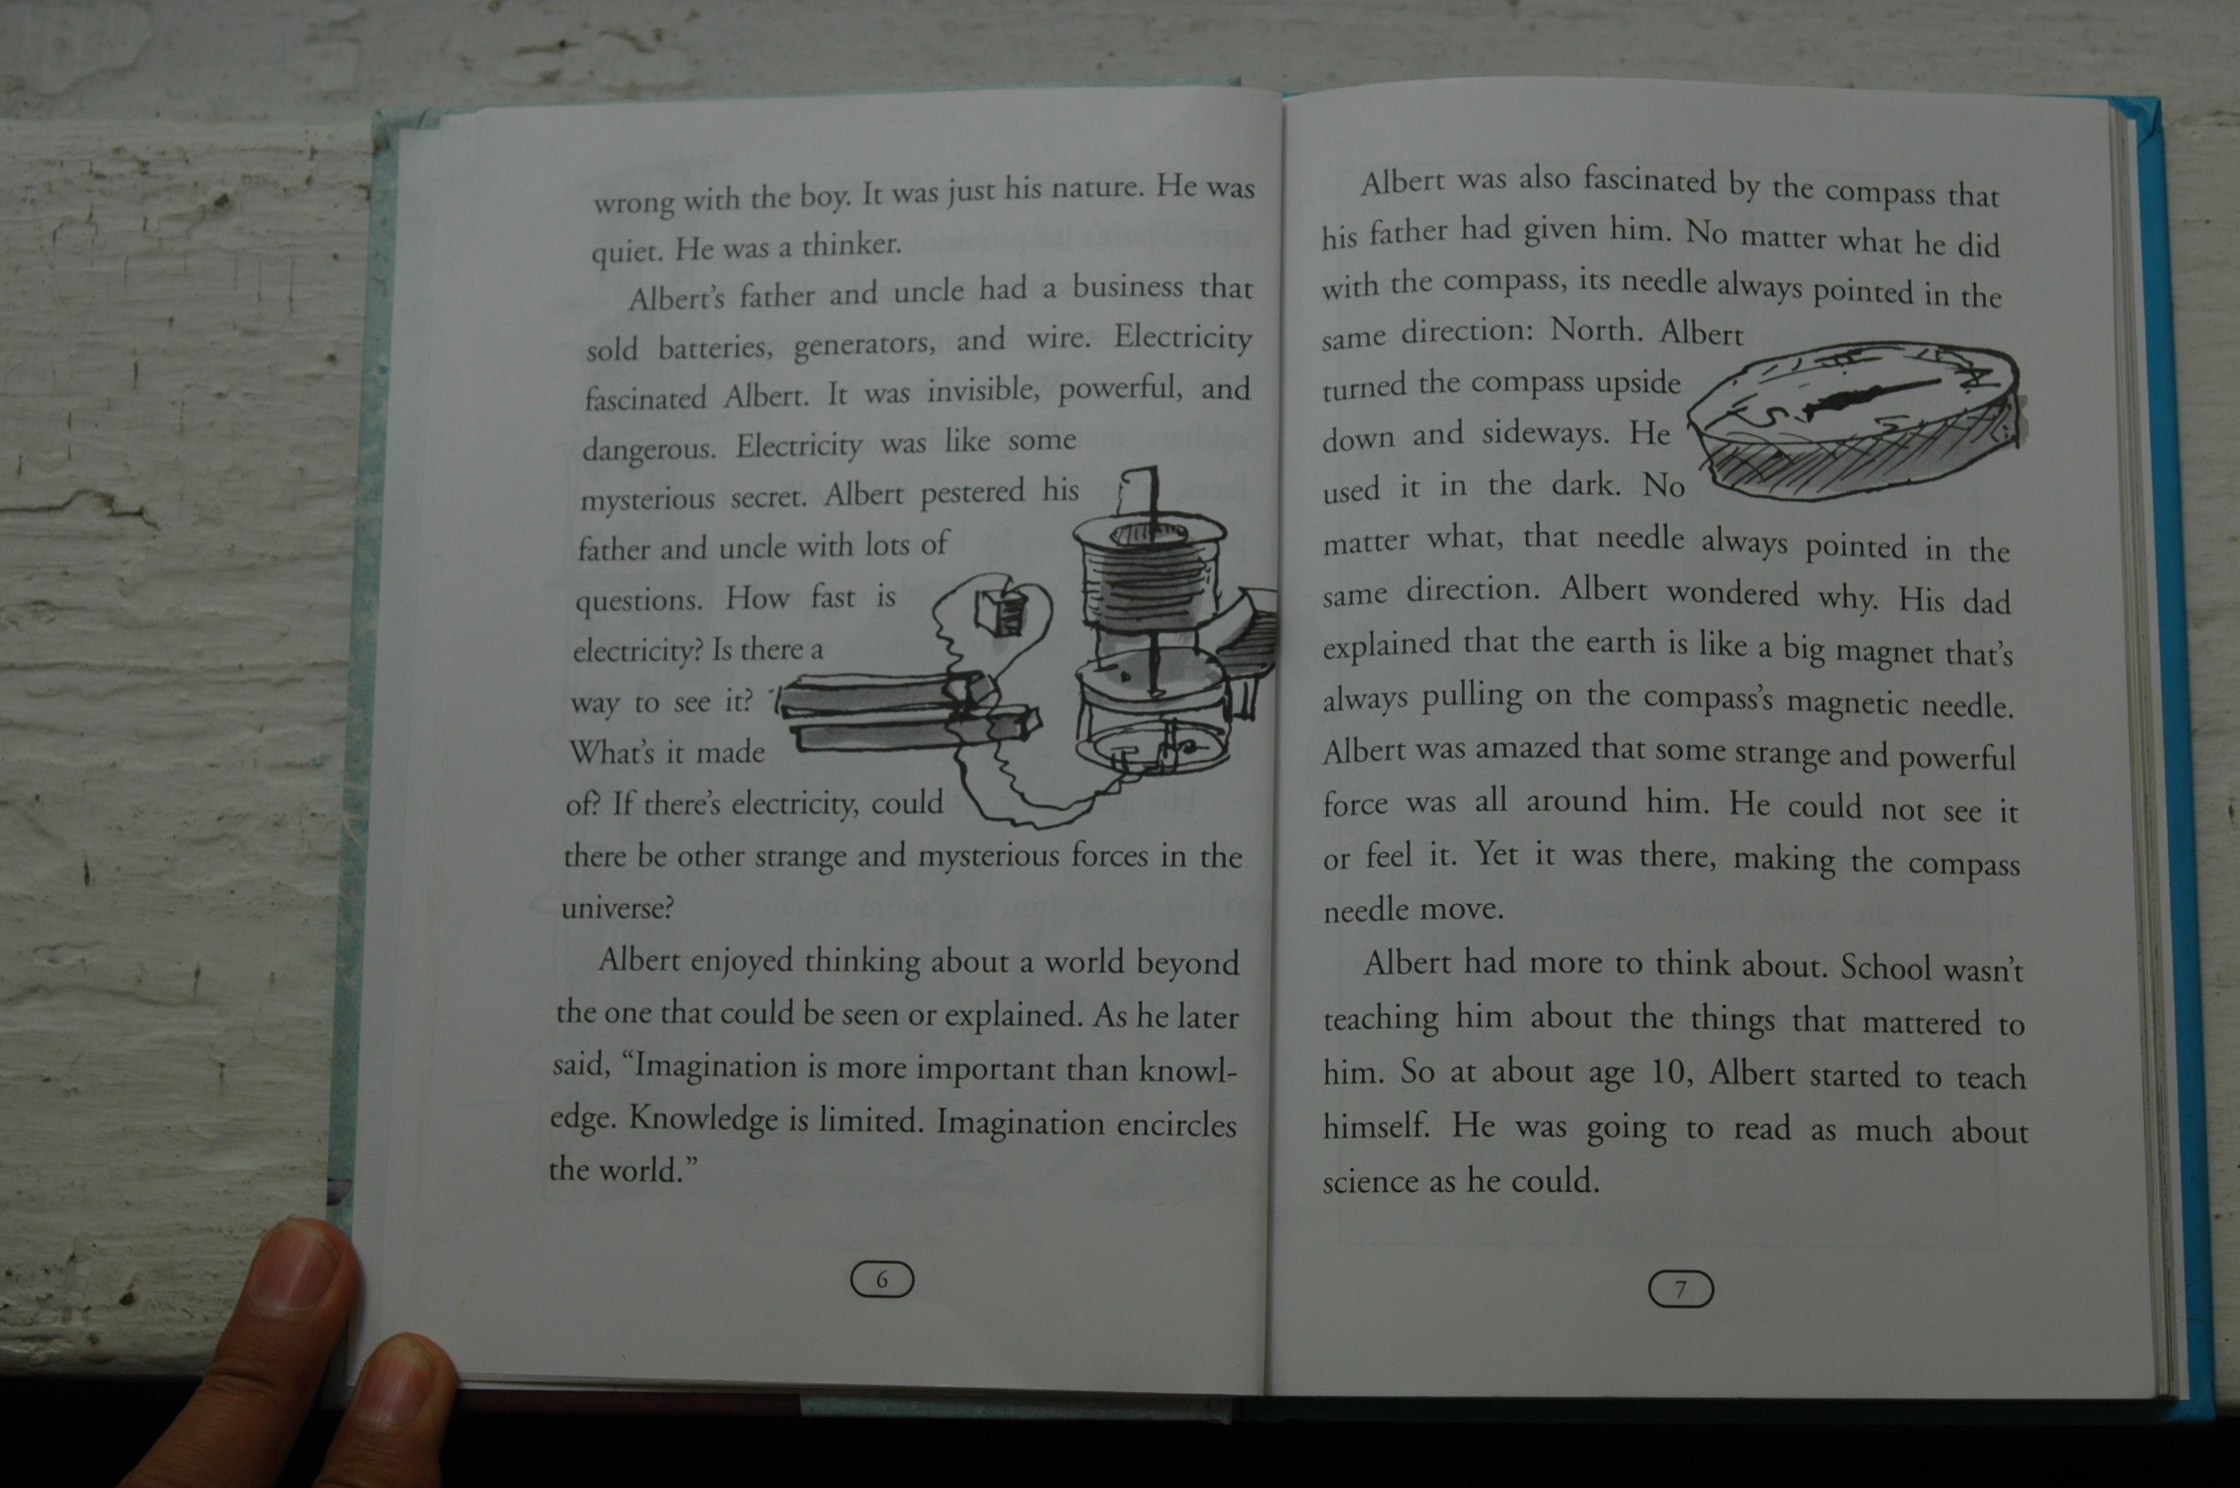 wrong with the boy. It was just his nature. He was
quiet. He was a thinker.
Albert's father and uncle had a business that
sold batteries, generators, and wire. Electricity
fascinated Albert. It was invisible, powerful, and
dangerous. Electricity was like some
mysterious secret. Albert pestered his
father and uncle with lots of
questions. How fast is
electricity? Is there a
way to see it?
What's it made
of? If there's electricity, could
there be other strange and mysterious forces in the
universe?
Albert enjoyed thinking about a world beyond
the one that could be seen or explained. As he later
said, “Imagination is more important than knowl-
edge. Knowledge is limited. Imagination encircles
the world.”
6
Albert was also fascinated by the compass that
his father had given him. No matter what he did
with the compass, its needle always pointed in the
same direction: North. Albert
turned the compass upside
down and sideways. He
used it in the dark. No
matter what, that needle always pointed in the
same direction. Albert wondered why. His dad
explained that the earth is like a big magnet that's
always pulling on the compass's magnetic needle.
Albert was amazed that some strange and powerful
force was all around him. He could not see it
or feel it. Yet it was there, making the compass
needle move.
Albert had more to think about. School wasn't
teaching him about the things that mattered to
him. So at about age 10, Albert started to teach
himself. He was going to read as much about
science as he could.
7